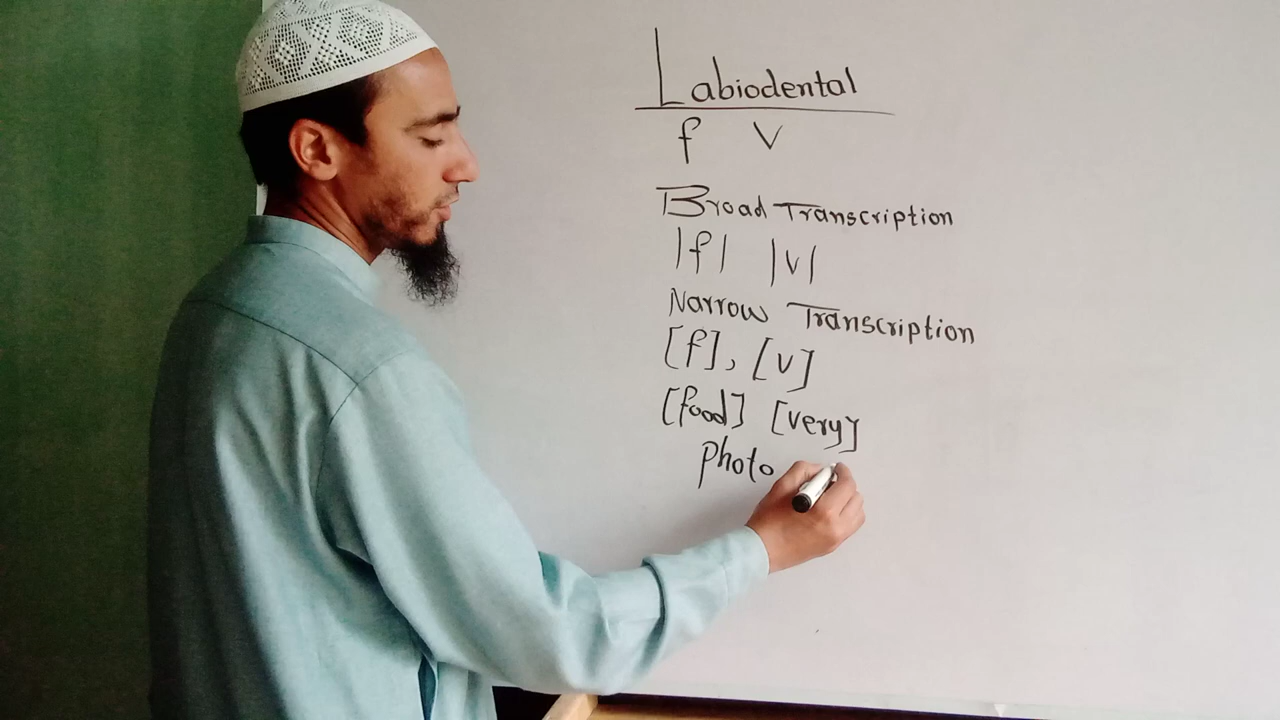 Labiodental
f v
Broad Transcription
|f| |v|
Narrow Transcription
[f], [v]
[food] [very]
Photo